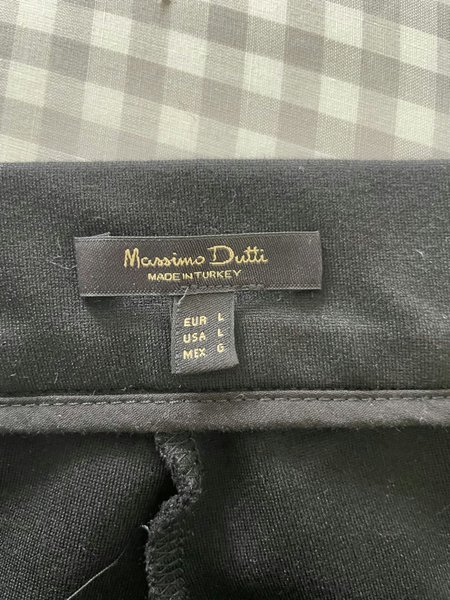 Massimo Dutti
MADE IN TURKEY
EUR L
USA L
MEX G